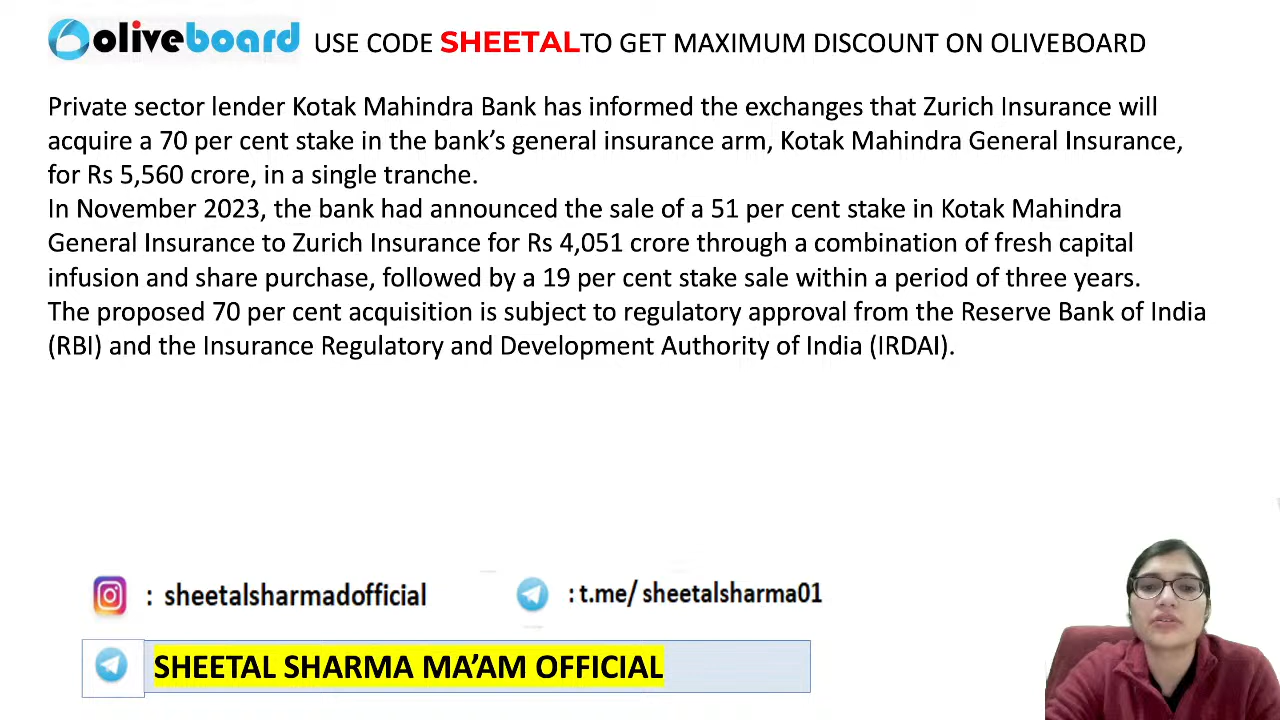 oliveboard USE CODE SHEETAL TO GET MAXIMUM DISCOUNT ON OLIVEBOARD
Private sector lender Kotak Mahindra Bank has informed the exchanges that Zurich Insurance will
acquire a 70 per cent stake in the bank’s general insurance arm, Kotak Mahindra General Insurance,
for Rs 5,560 crore, in a single tranche.
In November 2023, the bank had announced the sale of a 51 per cent stake in Kotak Mahindra
General Insurance to Zurich Insurance for Rs 4,051 crore through a combination of fresh capital
infusion and share purchase, followed by a 19 per cent stake sale within a period of three years.
The proposed 70 per cent acquisition is subject to regulatory approval from the Reserve Bank of India
(RBI) and the Insurance Regulatory and Development Authority of India (IRDAI).
: sheetalsharmadofficial : t.me/ sheetalsharma01
SHEETAL SHARMA MA’AM OFFICIAL